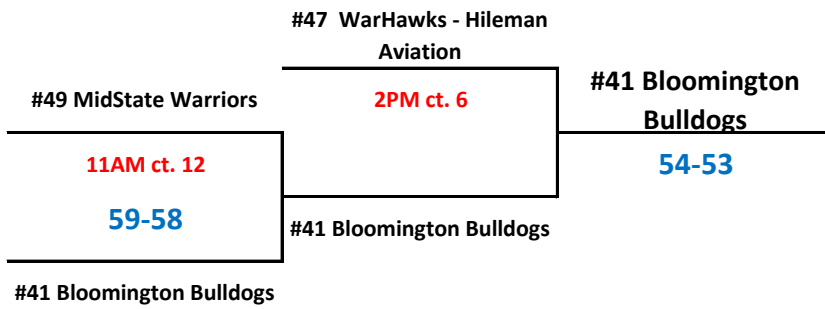 #47 WarHawks - Hileman
Aviation
#49 MidState Warriors
2PM ct. 6
#41 Bloomington
Bulldogs
11AM ct. 12
54-53
59-58
#41 Bloomington Bulldogs
#41 Bloomington Bulldogs